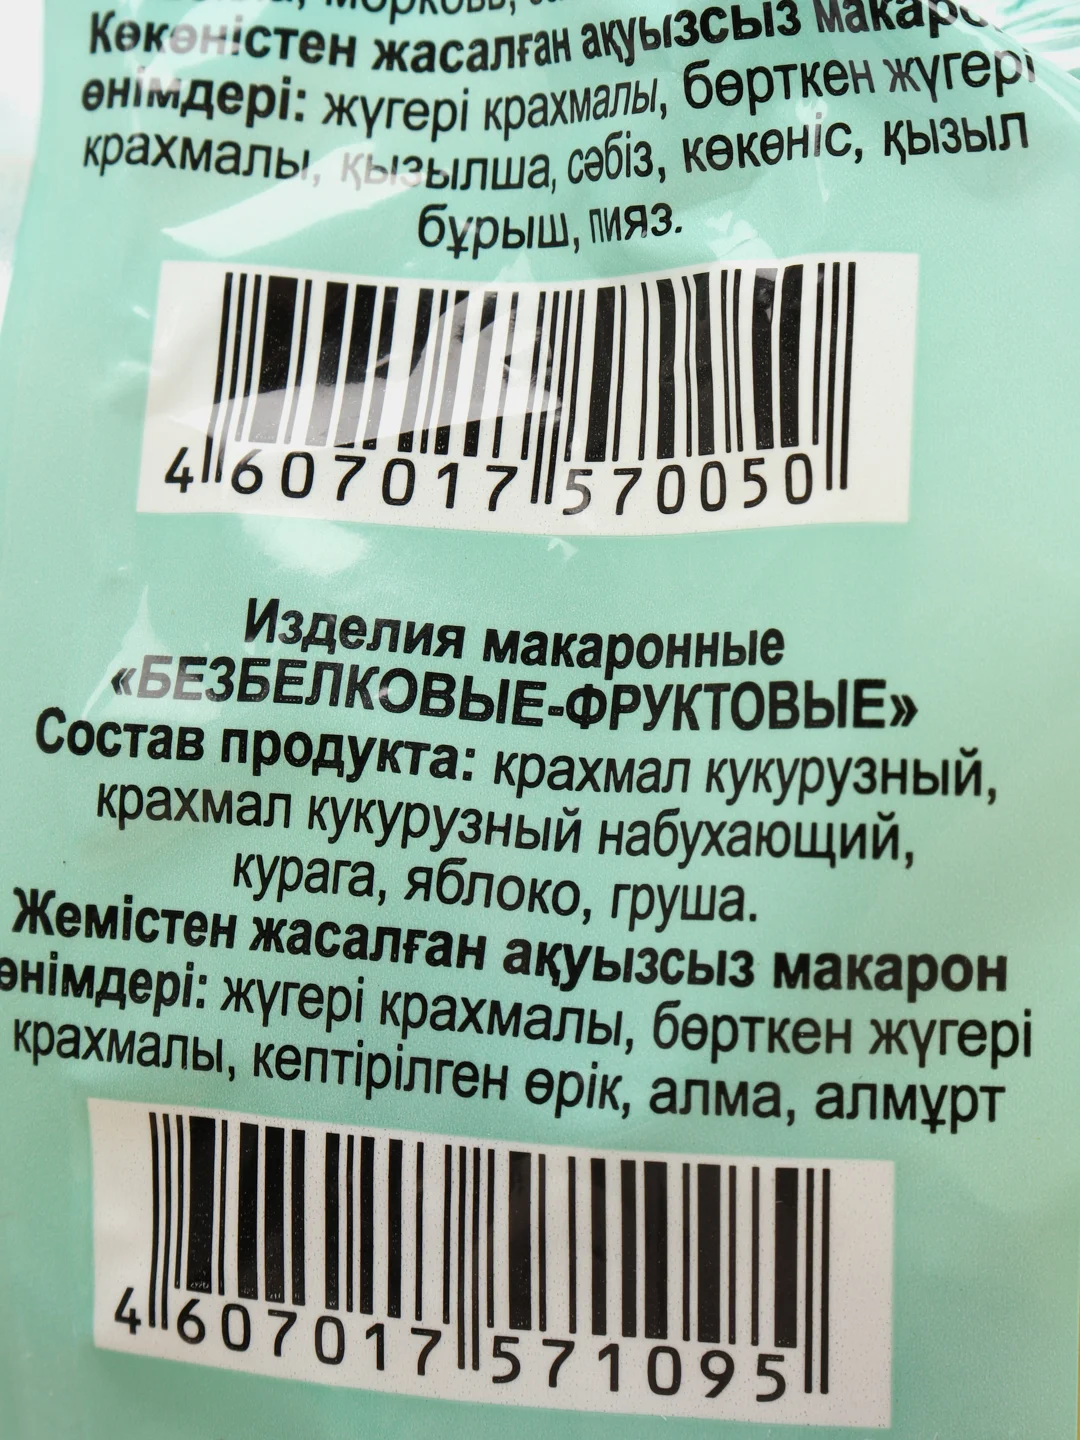 морковь,
Көкөністен жасалған ақуызсыз
өнімдері: жүгері крахмалы, бөрткен жүгері
крахмалы, қызылша, сәбіз, көкөніс, қызыл
бұрыш, пияз.
4 607017 570050
Изделия макаронные
«БЕЗБЕЛКОВЫЕ-ФРУКТОВЫЕ»
Состав продукта: крахмал кукурузный,
крахмал кукурузный набухающий,
курага, яблоко, груша.
Жемістен жасалған ақуызсыз макарон
өнімдері: жүгері крахмалы, бөрткен жүгері
крахмалы, кептірілген өрік, алма, алмұрт
4 607017 571095